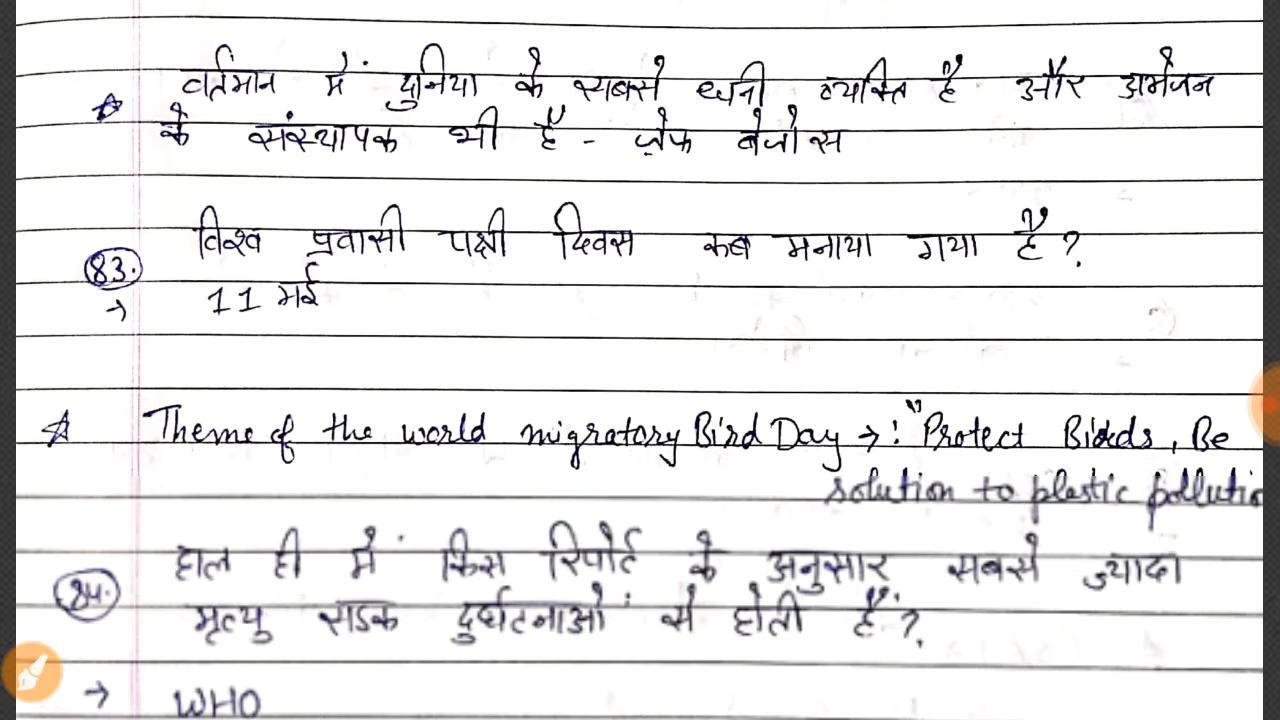 वर्तमान में दुनिया के सबसे धनी व्यक्ति है और अमेजन
के संस्थापक भी हैं - ज़ेफ बेजोस
83. विश्व प्रवासी पक्षी दिवस कब मनाया गया है?
→ 11 मई
Theme of the world migratory Bird Day →: "Protect Birds, Be
solution to plastic pollutio
84. हाल ही में किस रिपोर्ट के अनुसार सबसे ज़्यादा
मृत्यु सडक दुर्घटनाओं से होती हैं?
→ WHO